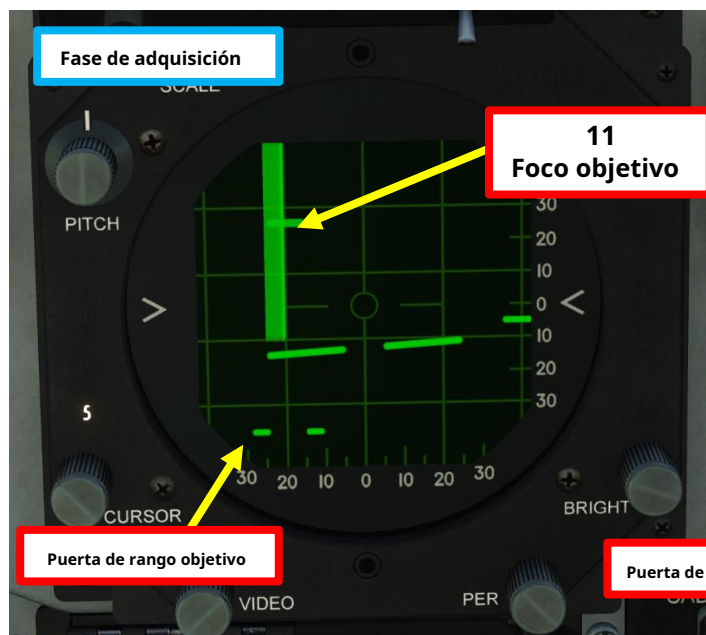 Fase de adquisición
SCALE
11
Foco objetivo
PITCH
30
20
10
0
10
20
30
> <
5
30 20 10 0 10 20 30
CURSOR
BRIGHT
Puerta de rango objetivo
Puerta de
VIDEO
PER